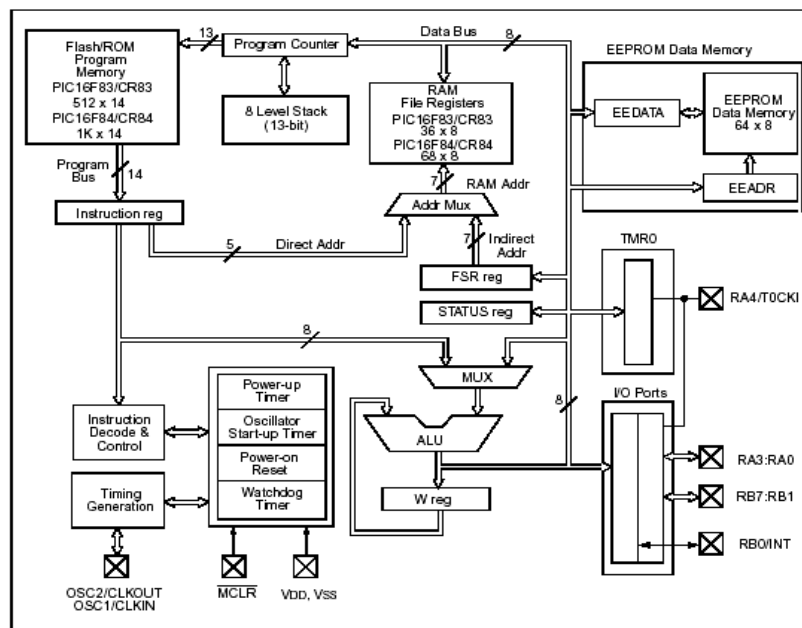 Flash/ROM
Program
Memory
PIC16F83/CR83
512 x 14
PIC16F84/CR84
1K x 14
13
Program Counter
Data Bus
8
8 Level Stack
(13-bit)
RAM
File Registers
PIC16F83/CR83
36 x 8
PIC16F84/CR84
68 x 8
EEPROM Data Memory
EEDATA
EEPROM
Data Memory
64 x 8
EEADR
Program
Bus
14
Instruction reg
7
RAM Addr
Addr Mux
5
Direct Addr
7
Indirect
Addr
FSR reg
STATUS reg
TMR0
RA4/T0CKI
8
MUX
8
ALU
W reg
Power-up
Timer
Oscillator
Start-up Timer
Power-on
Reset
Watchdog
Timer
Instruction
Decode &
Control
Timing
Generation
OSC2/CLKOUT
OSC1/CLKIN
MCLR
VDD, VSS
I/O Ports
RA3:RA0
RB7:RB1
RB0/INT